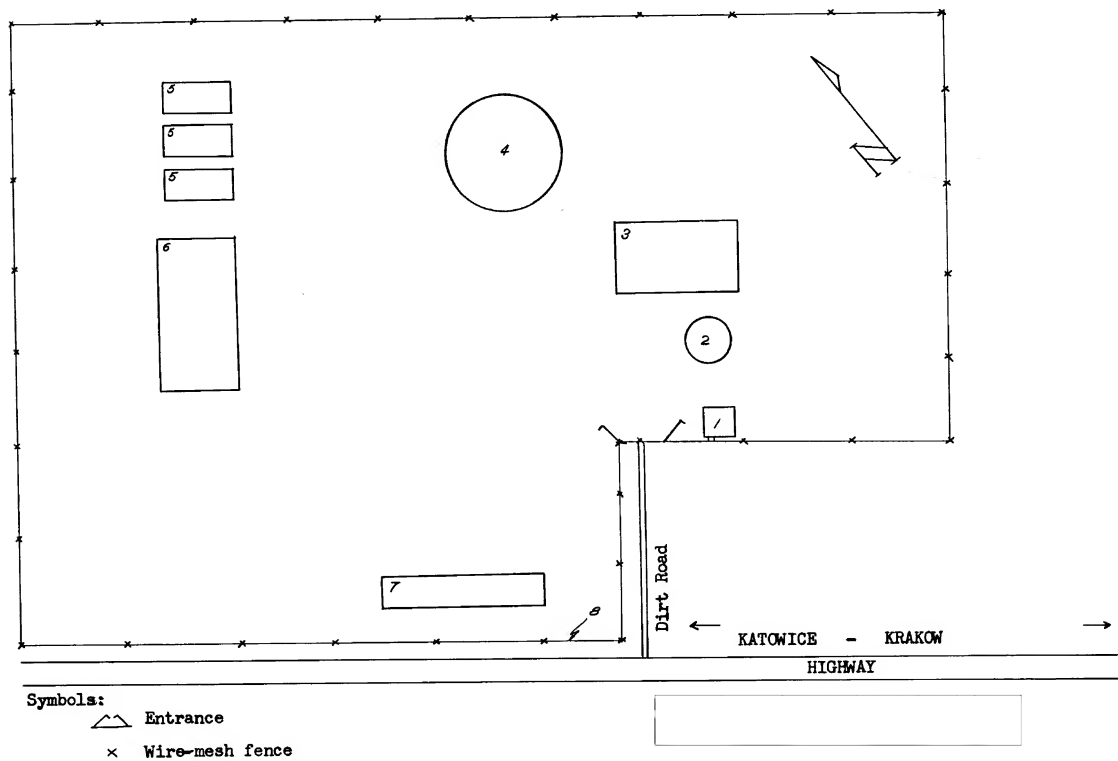 5
5
4
5
3
6
2
1
7
8
Dirt Road
KATOWICE - KRAKOW
HIGHWAY
Symbols:
Entrance
Wire-mesh fence